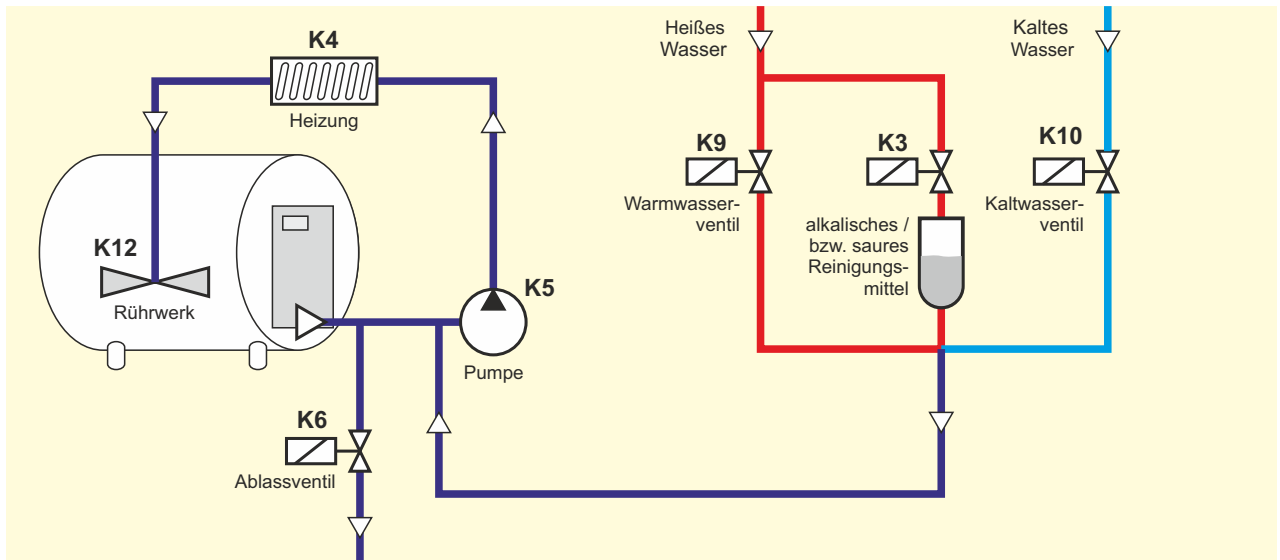 K4
Heizung
K12
Rührwerk
K5
Pumpe
K6
Ablassventil
Heißes
Wasser
Kaltes
Wasser
K9
Warmwasser-
ventil
K3
alkalisches /
bzw. saures
Reinigungs-
mittel
K10
Kaltwasser-
ventil